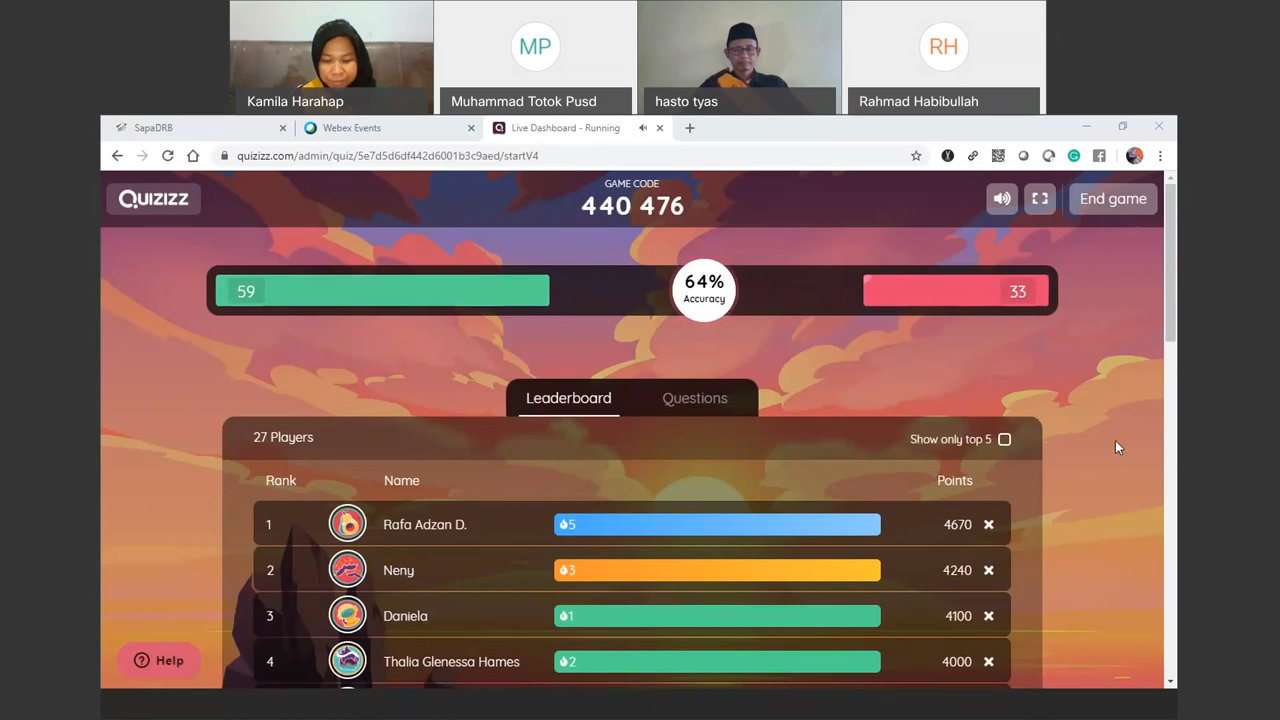 MP
RH
Kamila Harahap
Muhammad Totok Pusd
hasto tyas
Rahmad Habibullah
SapaDRB
Webex Events
Live Dashboard - Running
quizizz.com/admin/quiz/5e7d5d6df442d6001b3c9aed/startV4
QUIZIZZ
GAME CODE
440 476
End game
59
64%
Accuracy
33
Leaderboard
Questions
27 Players
Show only top 5
Rank Name Points
1 Rafa Adzan D. 5 4670
2 Neny 3 4240
3 Daniela 1 4100
4 Thalia Glenessa Hames 2 4000
Help